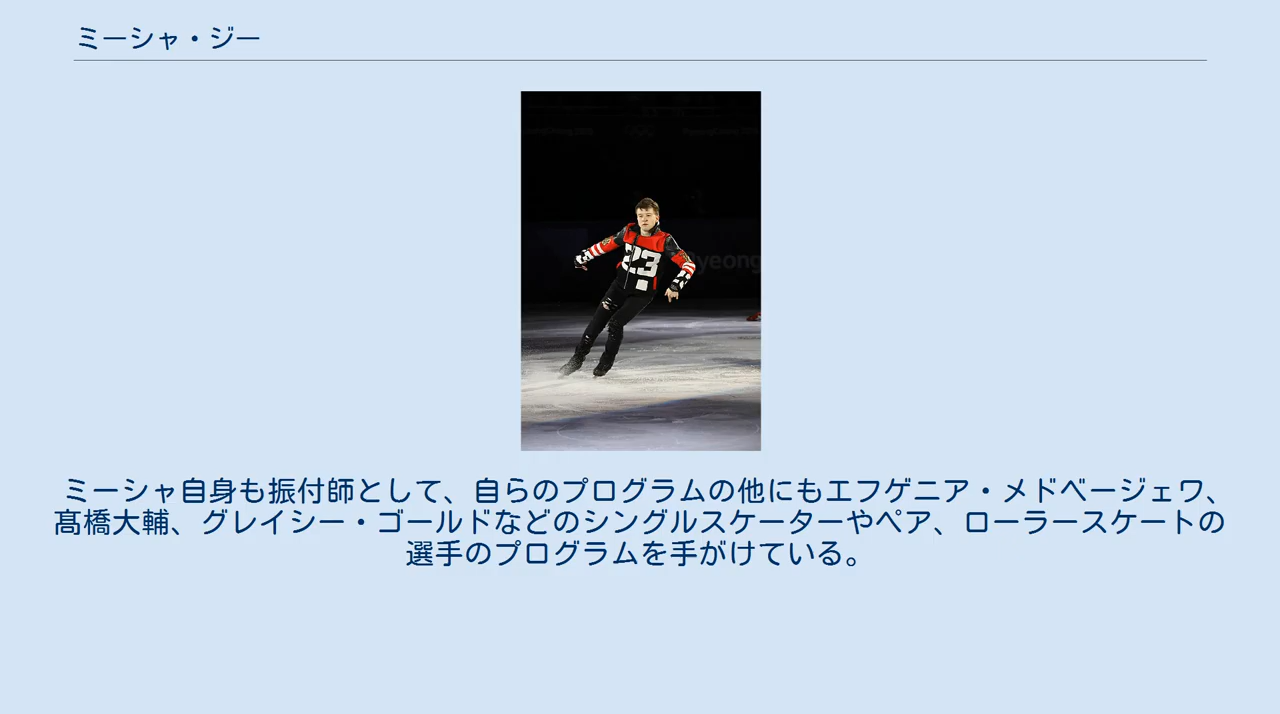 ミーシャ・ジー
23
yeong
ミーシャ自身も振付師として、自らのプログラムの他にもエフゲニア・メドベージェワ、
髙橋大輔、グレイシー・ゴールドなどのシングルスケーターやペア、ローラースケートの
選手のプログラムを手がけている。